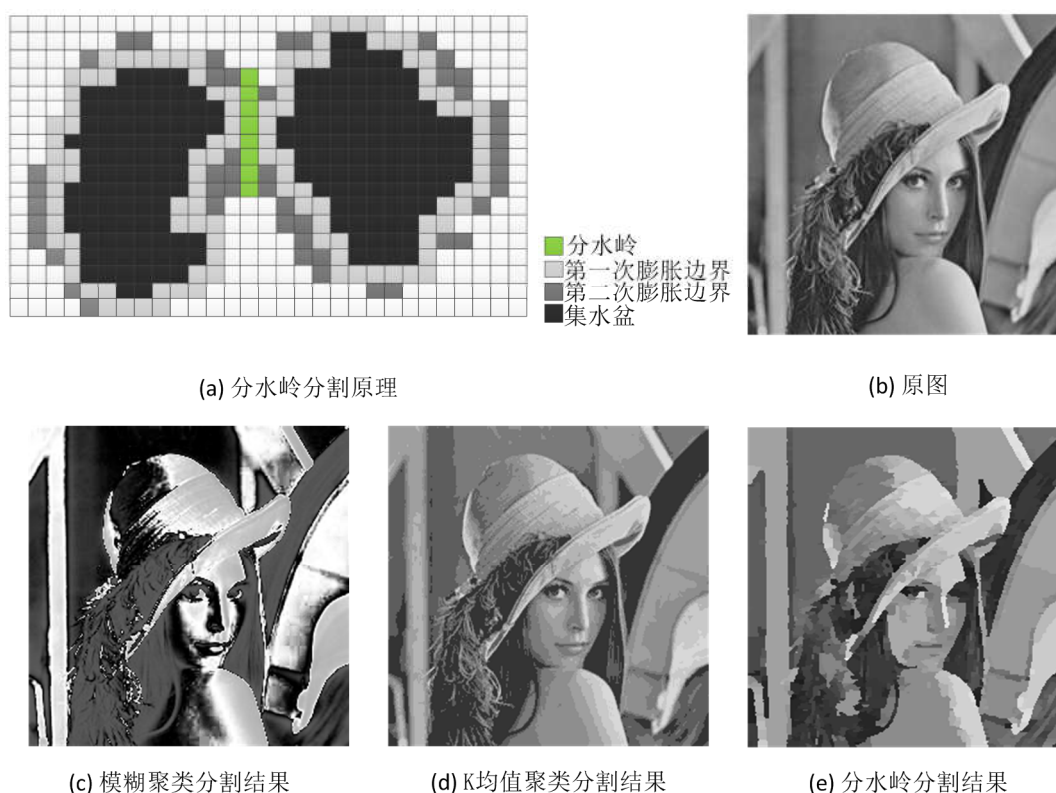 分水岭
第一次膨胀边界
第二次膨胀边界
集水盆
(a) 分水岭分割原理
(b) 原图
(c) 模糊聚类分割结果
(d) K均值聚类分割结果
(e) 分水岭分割结果